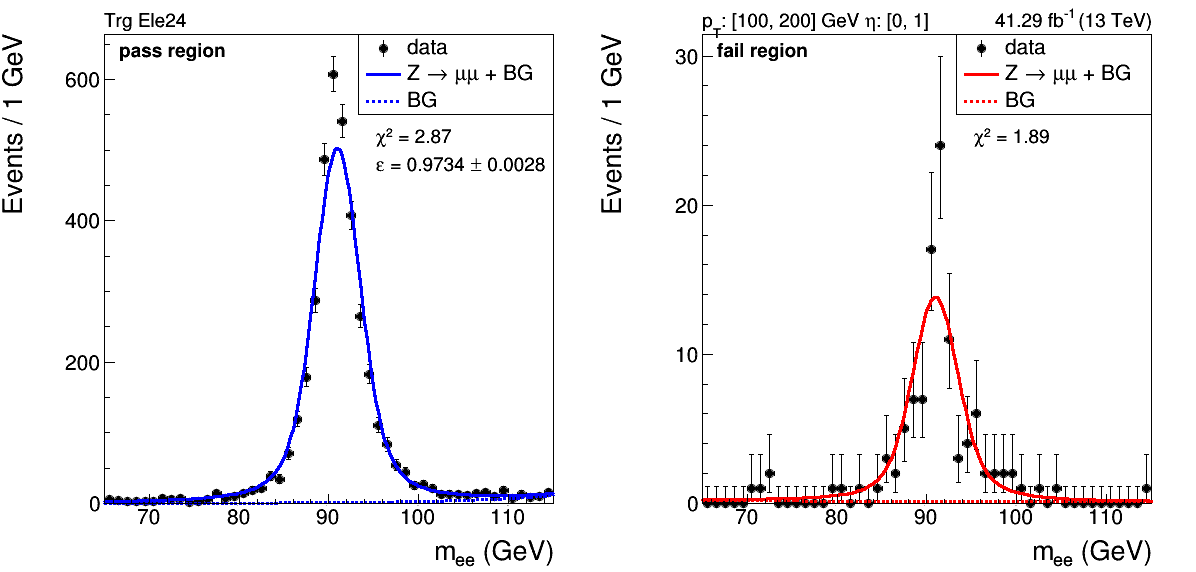 Trg Ele24
pass region
data
Z → μμ + BG
BG
χ² = 2.87
ε = 0.9734 ± 0.0028
Events / 1 GeV
600
400
200
0
70 80 90 100 110
m_ee (GeV)
p_T: [100, 200] GeV η: [0, 1] 41.29 fb⁻¹ (13 TeV)
fail region
data
Z → μμ + BG
BG
χ² = 1.89
Events / 1 GeV
30
20
10
0
70 80 90 100 110
m_ee (GeV)